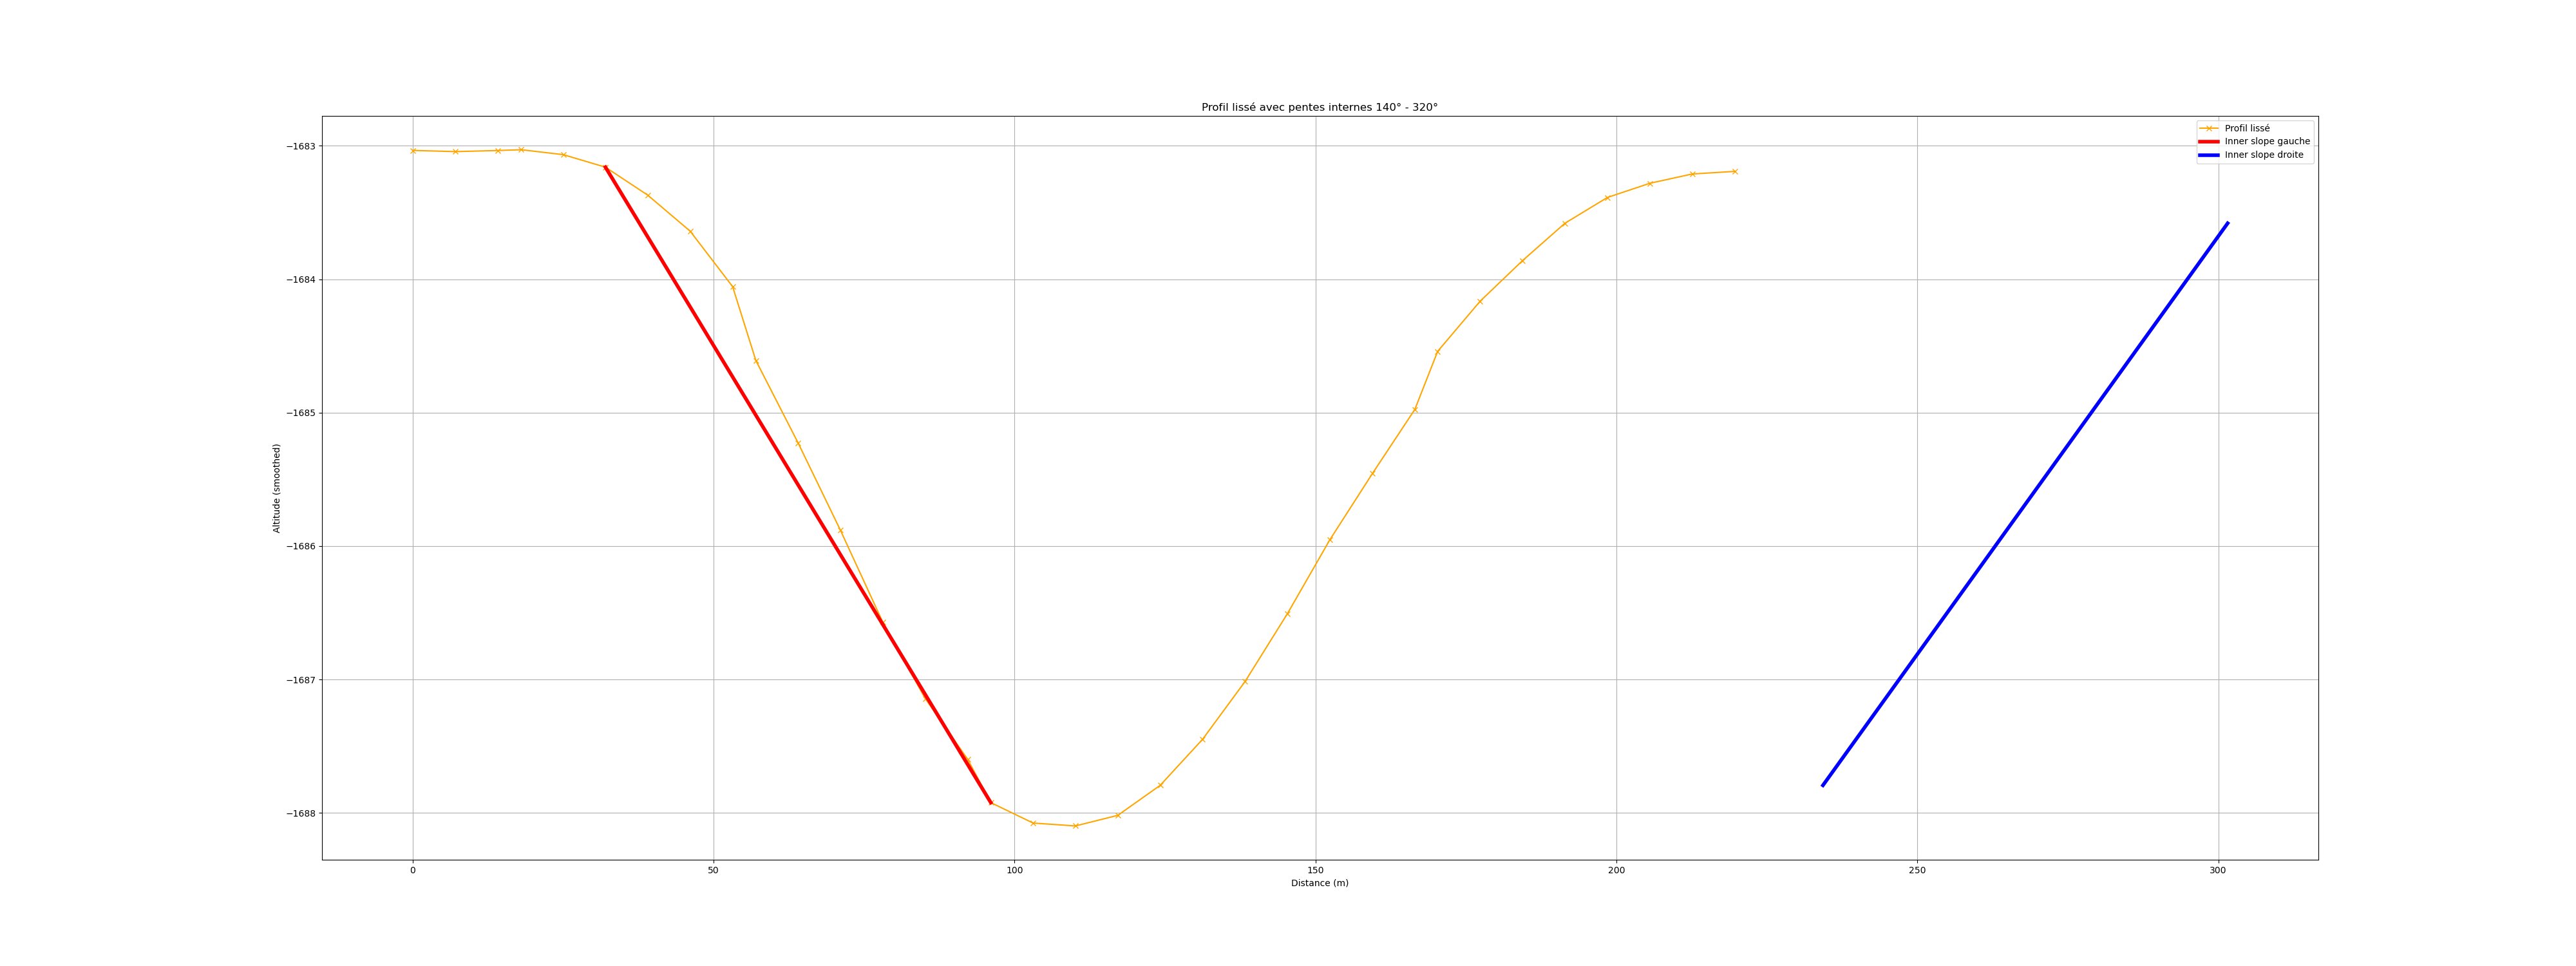 Profil lissé avec pentes internes 140° - 320°
Profil lissé
Inner slope gauche
Inner slope droite
Altitude (smoothed)
−1683
−1684
−1685
−1686
−1687
−1688
0
50
100
150
200
250
300
Distance (m)